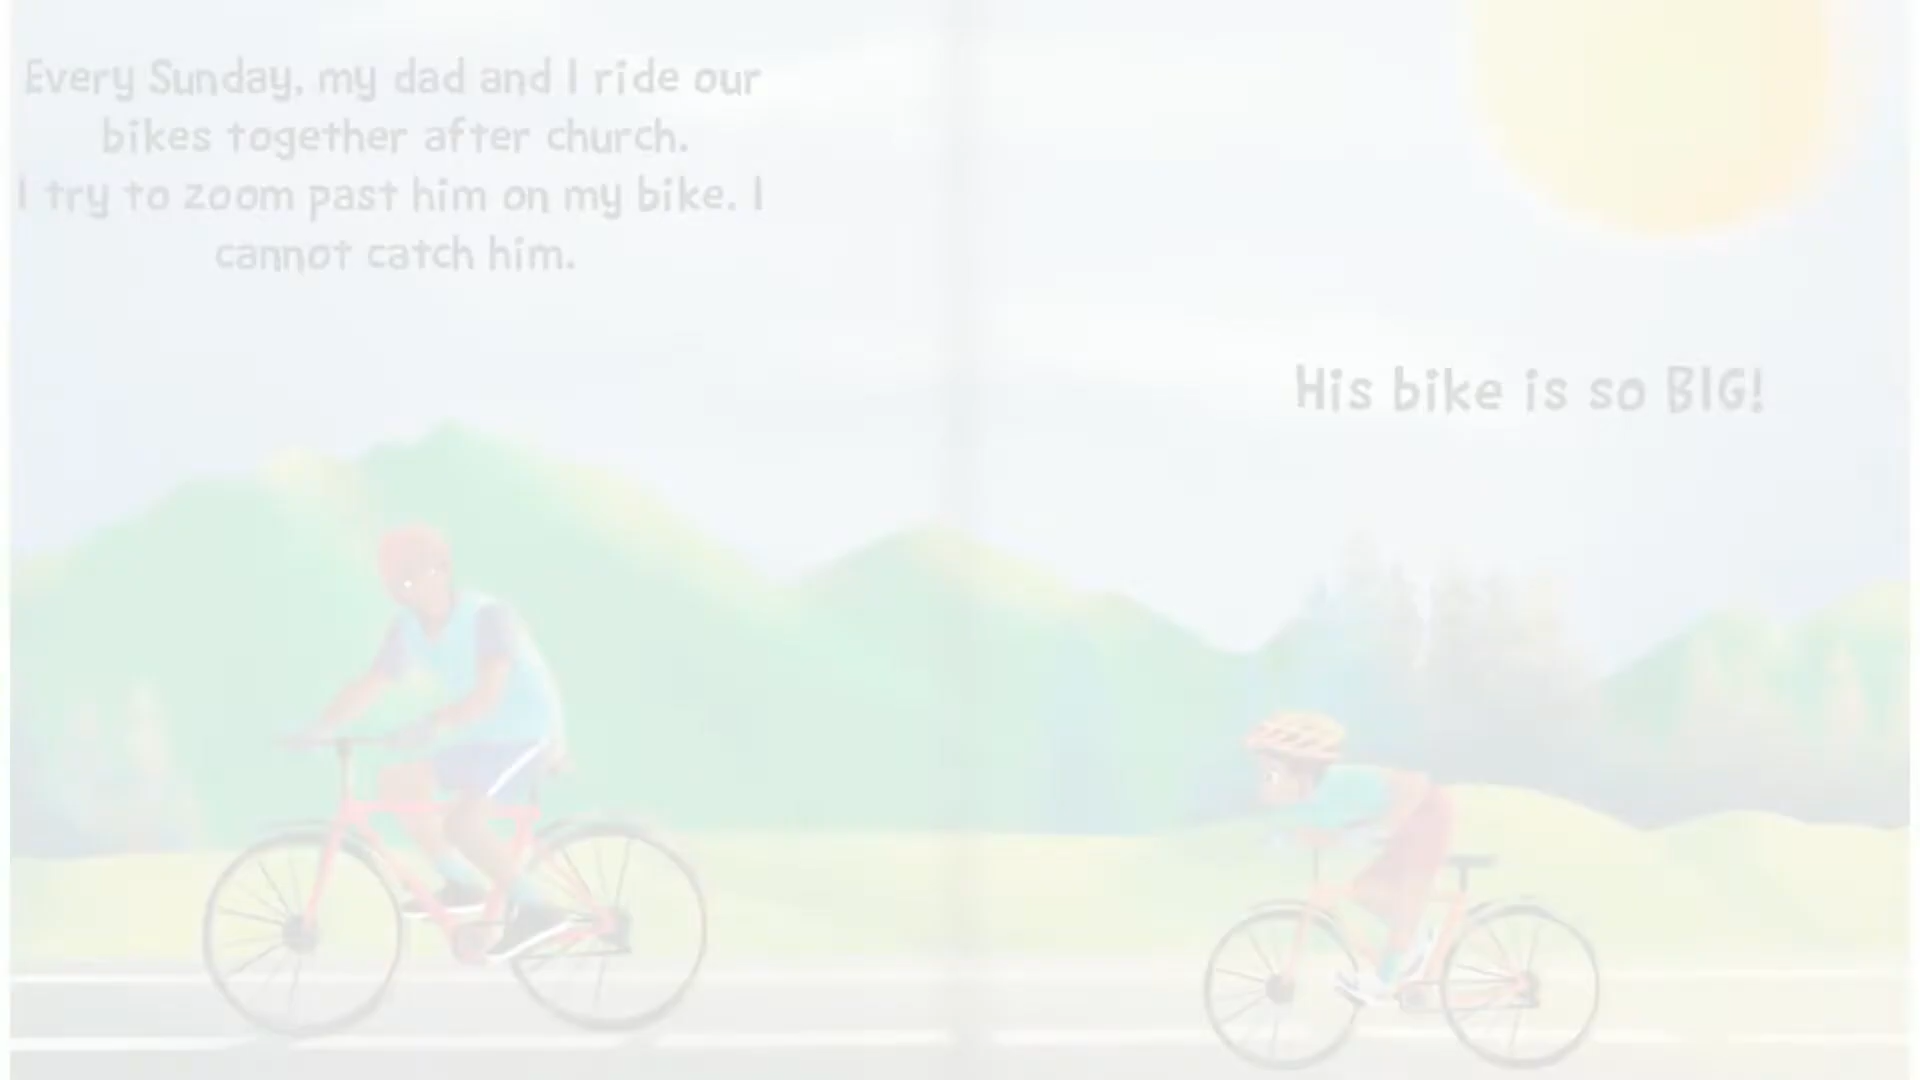 Every Sunday, my dad and I ride our
bikes together after church.
I try to zoom past him on my bike. I
cannot catch him.
His bike is so BIG!